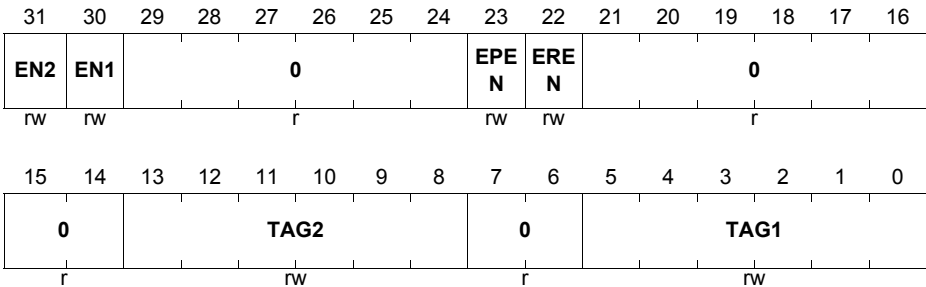 31 30 29 28 27 26 25 24 23 22 21 20 19 18 17 16
EN2 EN1 0 EPE ERE 0
N N
rw rw r rw rw r
15 14 13 12 11 10 9 8 7 6 5 4 3 2 1 0
0 TAG2 0 TAG1
r rw r rw